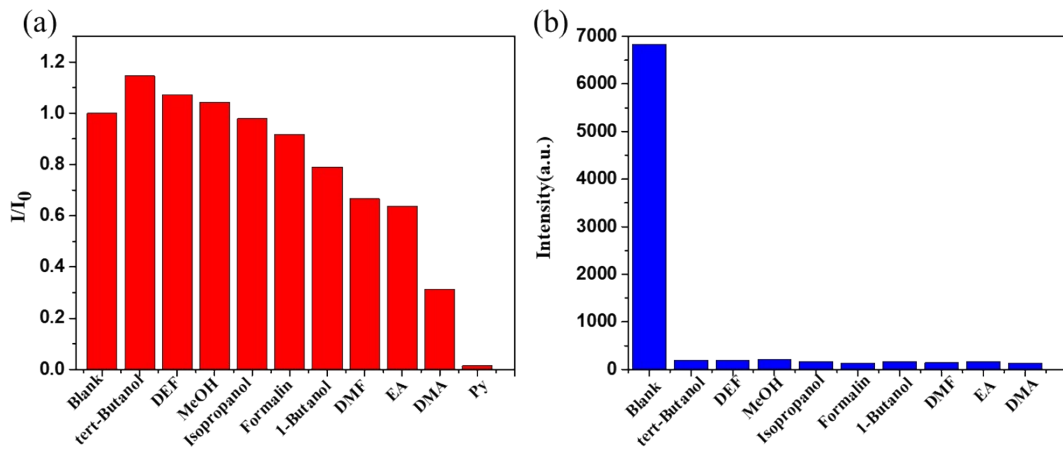 (a)
I/I0
1.2
1.0
0.8
0.6
0.4
0.2
0.0
Blank
tert-Butanol
DEF
MeOH
Isopropanol
Formalin
1-Butanol
DMF
EA
DMA
Py
(b)
Intensity(a.u.)
7000
6000
5000
4000
3000
2000
1000
0
Blank
tert-Butanol
DEF
MeOH
Isopropanol
Formalin
1-Butanol
DMF
EA
DMA